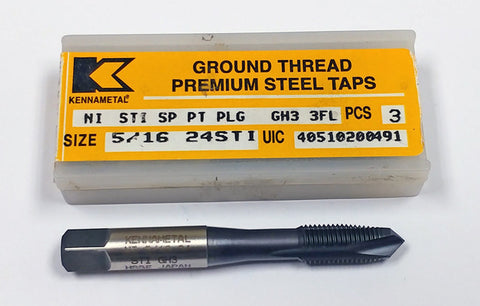 GROUND THREAD
PREMIUM STEEL TAPS
KENNAMETAL
NI STI SP PT PLG GH3 3FL PCS 3
SIZE 5/16 24STI UIC 40510200491
KENNAMETAL
STI GH3
JAPAN